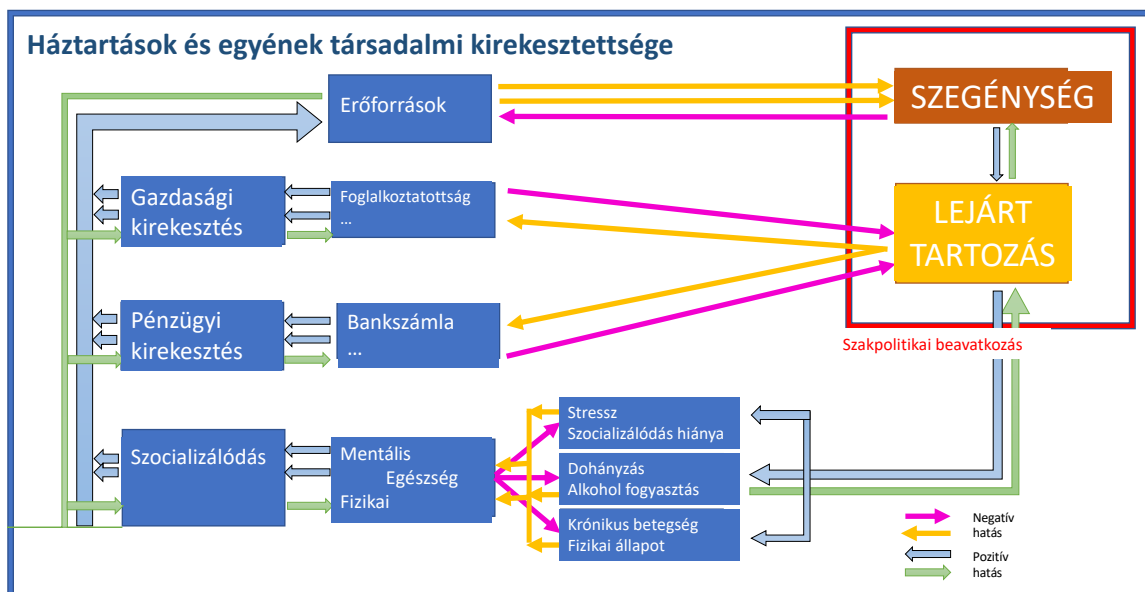 Háztartások és egyének társadalmi kirekesztettsége
Erőforrások
SZEGÉNYSÉG
Gazdasági
kirekesztés
Foglalkoztatottság
...
LEJÁRT
TARTOZÁS
Pénzügyi
kirekesztés
Bankszámla
...
Szakpolitikai beavatkozás
Szocializálódás
Mentális
Egészség
Fizikai
Stressz
Szocializálódás hiánya
Dohányzás
Alkohol fogyasztás
Krónikus betegség
Fizikai állapot
Negatív
hatás
Pozitív
hatás